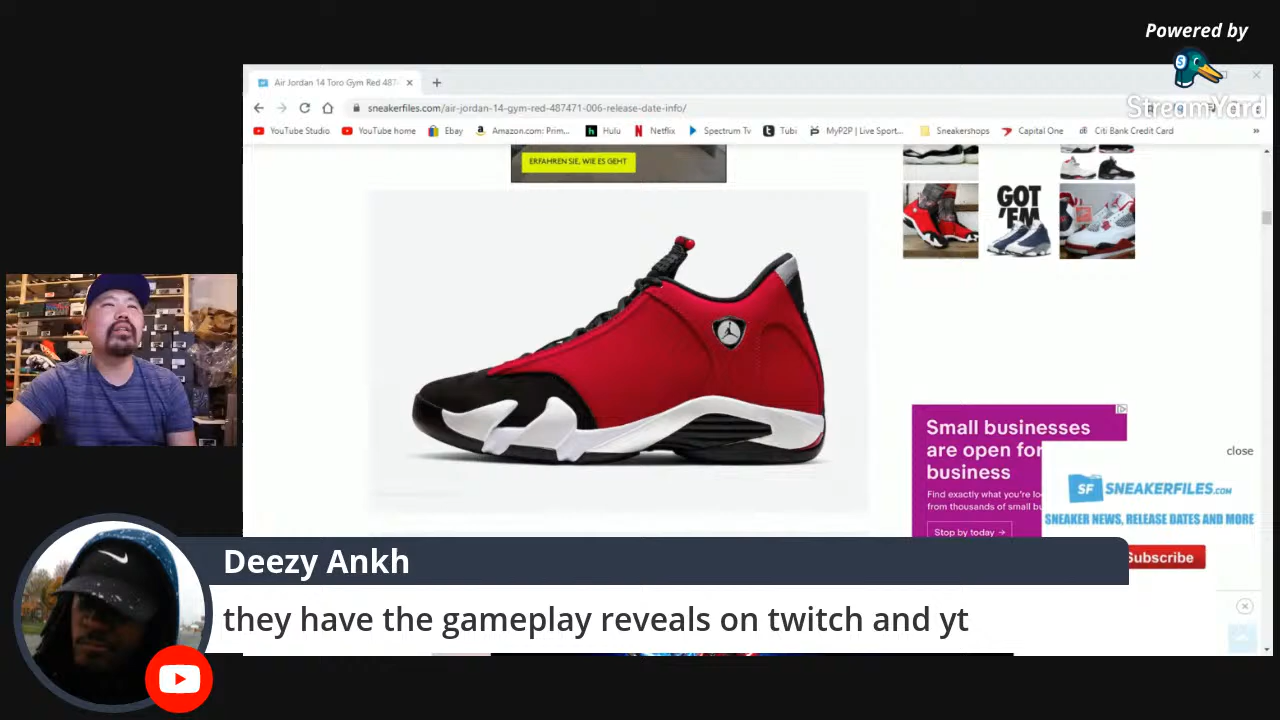 Powered by
StreamYard
Air Jordan 14 Toro Gym Red 487
sneakerfiles.com/air-jordan-14-gym-red-487471-006-release-date-info/
YouTube Studio
YouTube home
Ebay
Amazon.com: Prim...
Hulu
Netflix
Spectrum Tv
Tubi
MyP2P | Live Sport...
Sneakershops
Capital One
Citi Bank Credit Card
ERFAHREN SIE, WIE ES GEHT
GOT
'EM
Small businesses
are open for
business
Find exactly what you're lo
from thousands of small bu
Stop by today →
close
SF SNEAKERFILES.COM
SNEAKER NEWS, RELEASE DATES AND MORE
Subscribe
Deezy Ankh
they have the gameplay reveals on twitch and yt